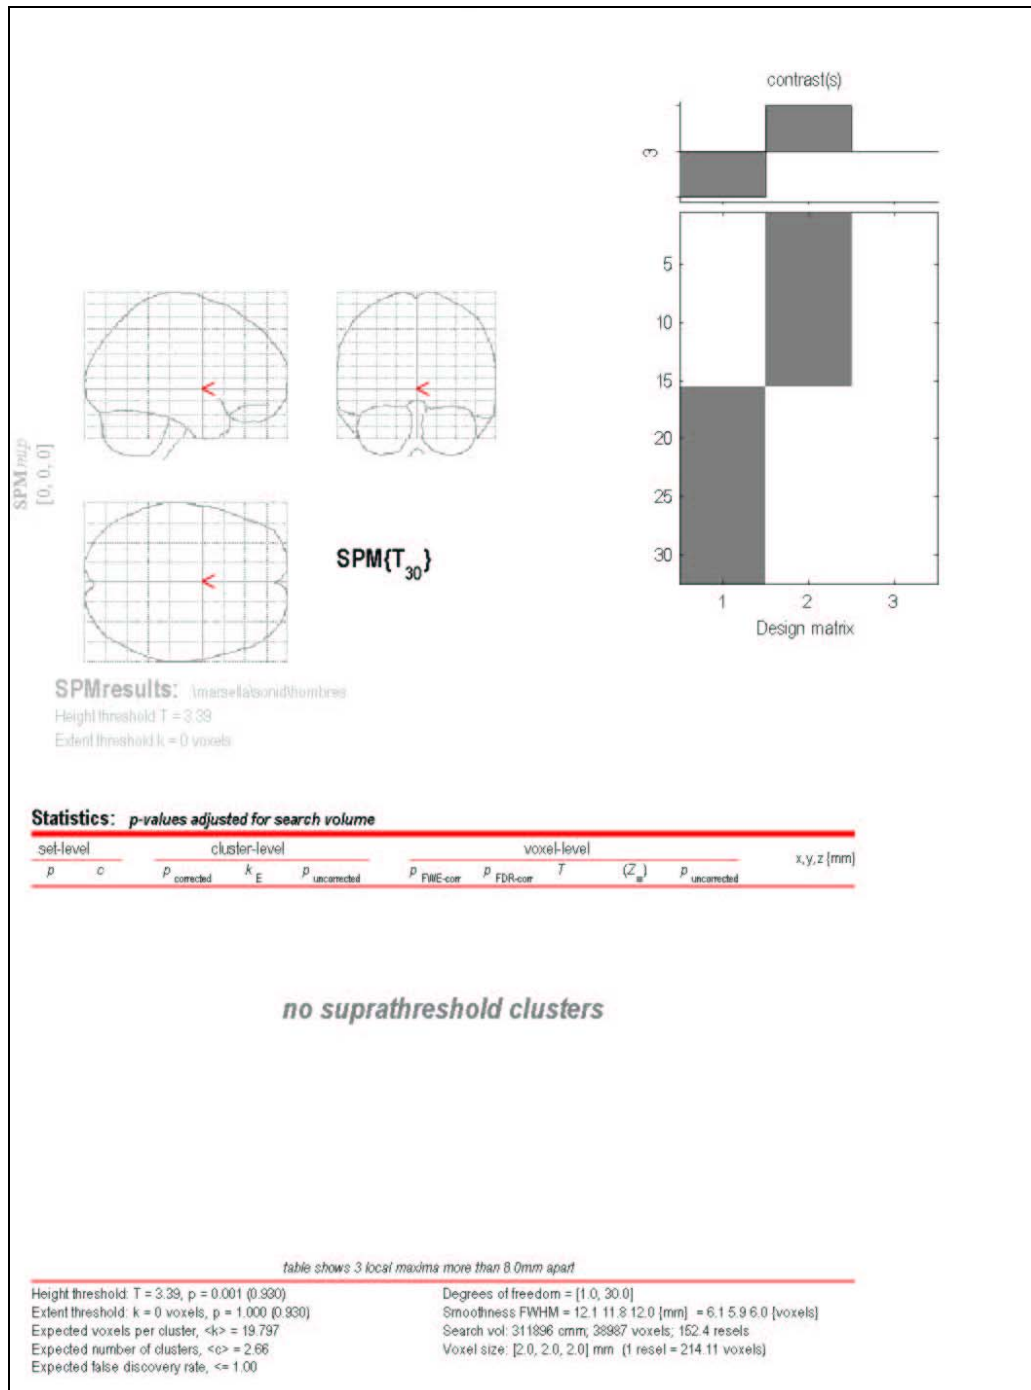 contrast(s)
3
5
10
15
20
25
30
1 2 3
Design matrix
SPMmip
[0, 0, 0]
SPM{T30}
SPMresults: .\marsella\sonid\hombres
Height threshold T = 3.39
Extent threshold k = 0 voxels
Statistics: p-values adjusted for search volume
set-level cluster-level voxel-level x,y,z {mm}
p c p corrected k E p uncorrected p FWE-corr p FDR-corr T (Z≡) p uncorrected
no suprathreshold clusters
table shows 3 local maxima more than 8.0mm apart
Height threshold: T = 3.39, p = 0.001 (0.930)
Extent threshold: k = 0 voxels, p = 1.000 (0.930)
Expected voxels per cluster, <k> = 19.797
Expected number of clusters, <c> = 2.66
Expected false discovery rate, <= 1.00
Degrees of freedom = [1.0, 30.0]
Smoothness FWHM = 12.1 11.8 12.0 {mm} = 6.1 5.9 6.0 {voxels}
Search vol: 311896 cmm; 38987 voxels; 152.4 resels
Voxel size: [2.0, 2.0, 2.0] mm (1 resel = 214.11 voxels)